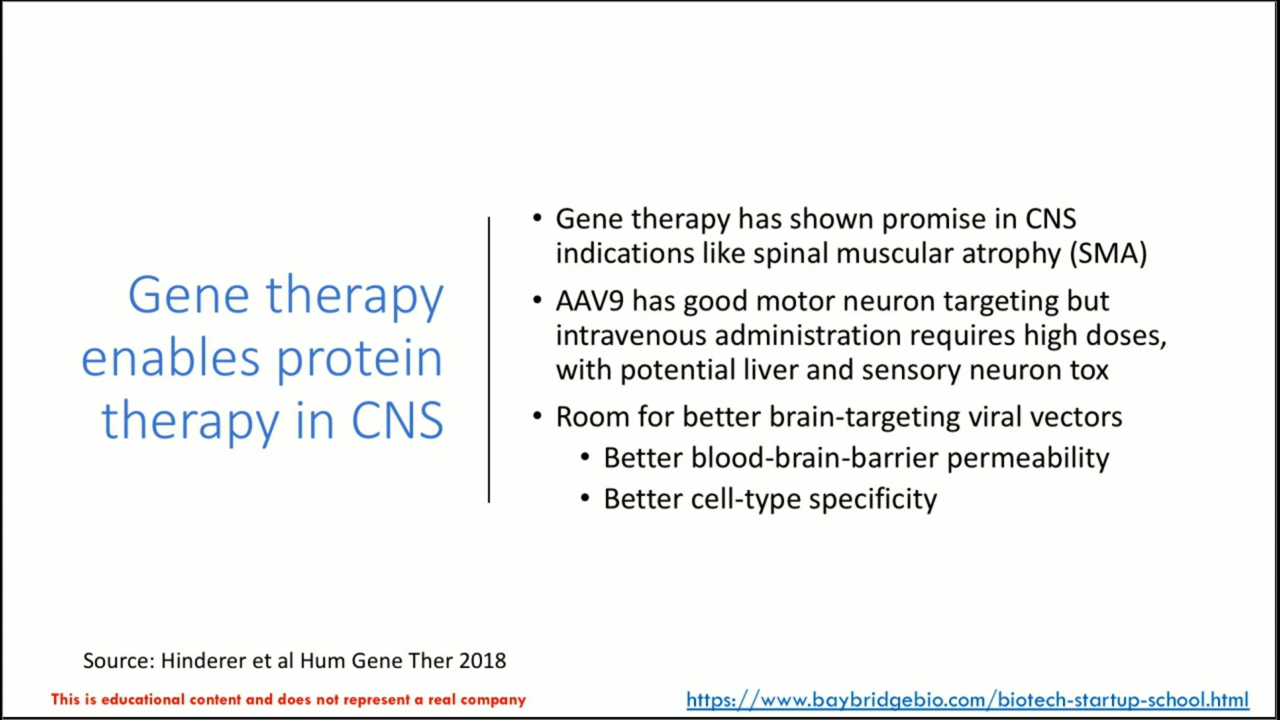 Gene therapy
enables protein
therapy in CNS
• Gene therapy has shown promise in CNS
indications like spinal muscular atrophy (SMA)
• AAV9 has good motor neuron targeting but
intravenous administration requires high doses,
with potential liver and sensory neuron tox
• Room for better brain-targeting viral vectors
• Better blood-brain-barrier permeability
• Better cell-type specificity
Source: Hinderer et al Hum Gene Ther 2018
This is educational content and does not represent a real company
https://www.baybridgebio.com/biotech-startup-school.html